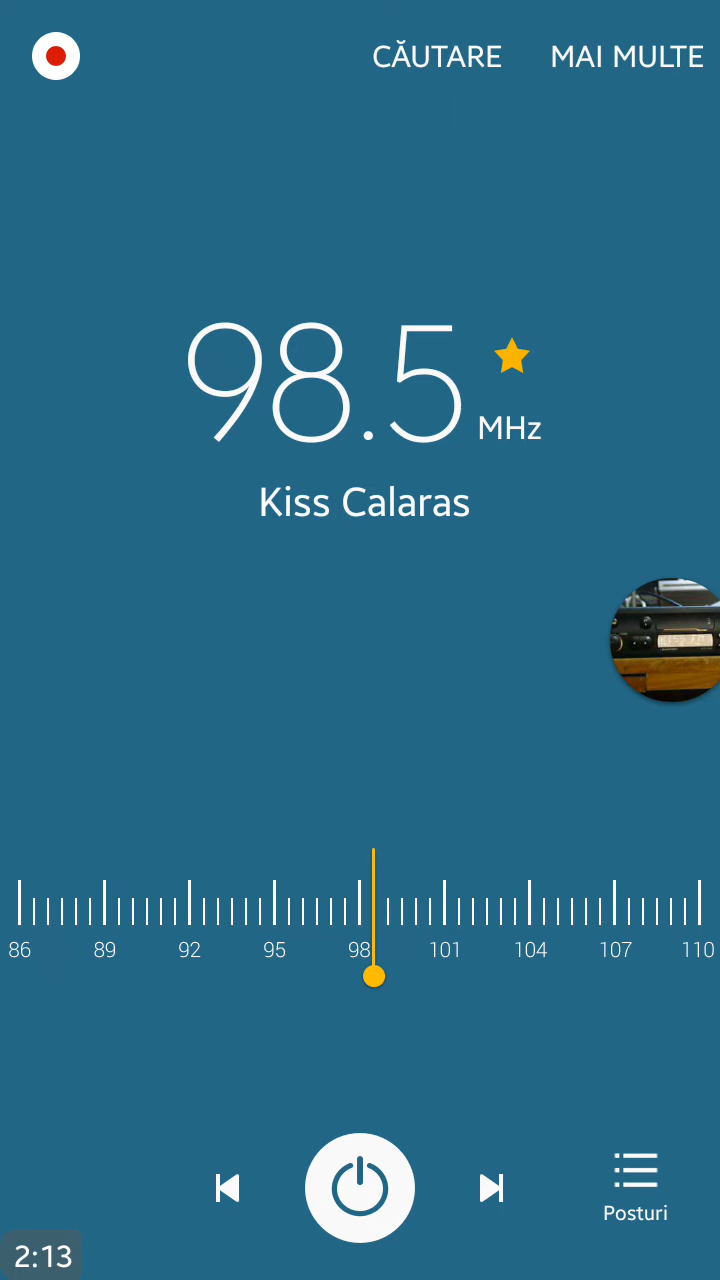 CĂUTARE MAI MULTE
98.5 MHz
Kiss Calaras
86 89 92 95 98 101 104 107 110
Posturi
2:13